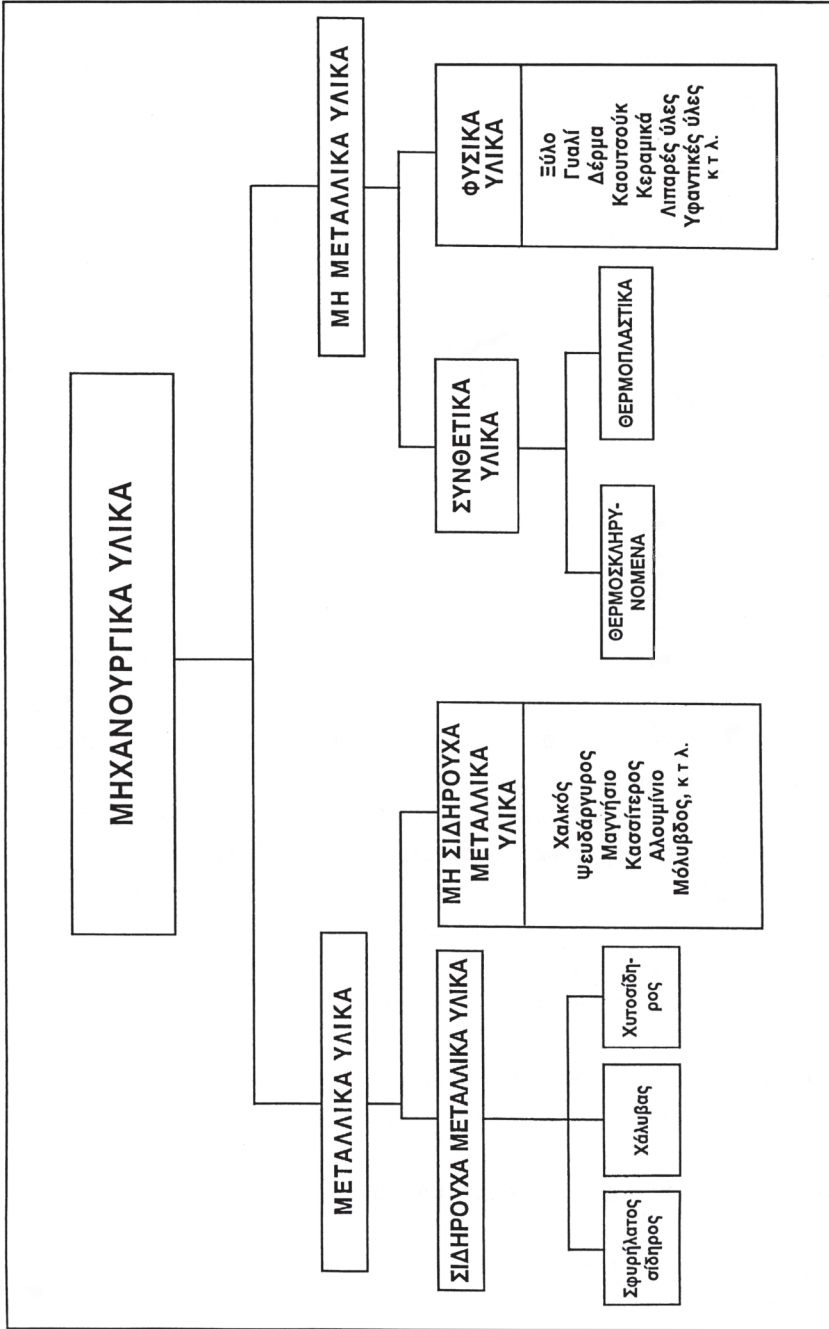 ΜΗΧΑΝΟΥΡΓΙΚΑ ΥΛΙΚΑ
ΜΕΤΑΛΛΙΚΑ ΥΛΙΚΑ
ΜΗ ΜΕΤΑΛΛΙΚΑ ΥΛΙΚΑ
ΣΙΔΗΡΟΥΧΑ ΜΕΤΑΛΛΙΚΑ ΥΛΙΚΑ
ΜΗ ΣΙΔΗΡΟΥΧΑ
ΜΕΤΑΛΛΙΚΑ
ΥΛΙΚΑ
Χαλκός
Ψευδάργυρος
Μαγνήσιο
Κασσίτερος
Αλουμίνιο
Μόλυβδος, κ τ λ.
ΣΥΝΘΕΤΙΚΑ
ΥΛΙΚΑ
ΦΥΣΙΚΑ
ΥΛΙΚΑ
Ξύλο
Γυαλί
Δέρμα
Καουτσούκ
Κεραμικά
Λιπαρές ύλες
Υφαντικές ύλες
κ τ λ.
Σφυρήλατος
σίδηρος
Χάλυβας
Χυτοσίδη-
ρος
ΘΕΡΜΟΣΚΛΗΡΥ-
ΝΟΜΕΝΑ
ΘΕΡΜΟΠΛΑΣΤΙΚΑ